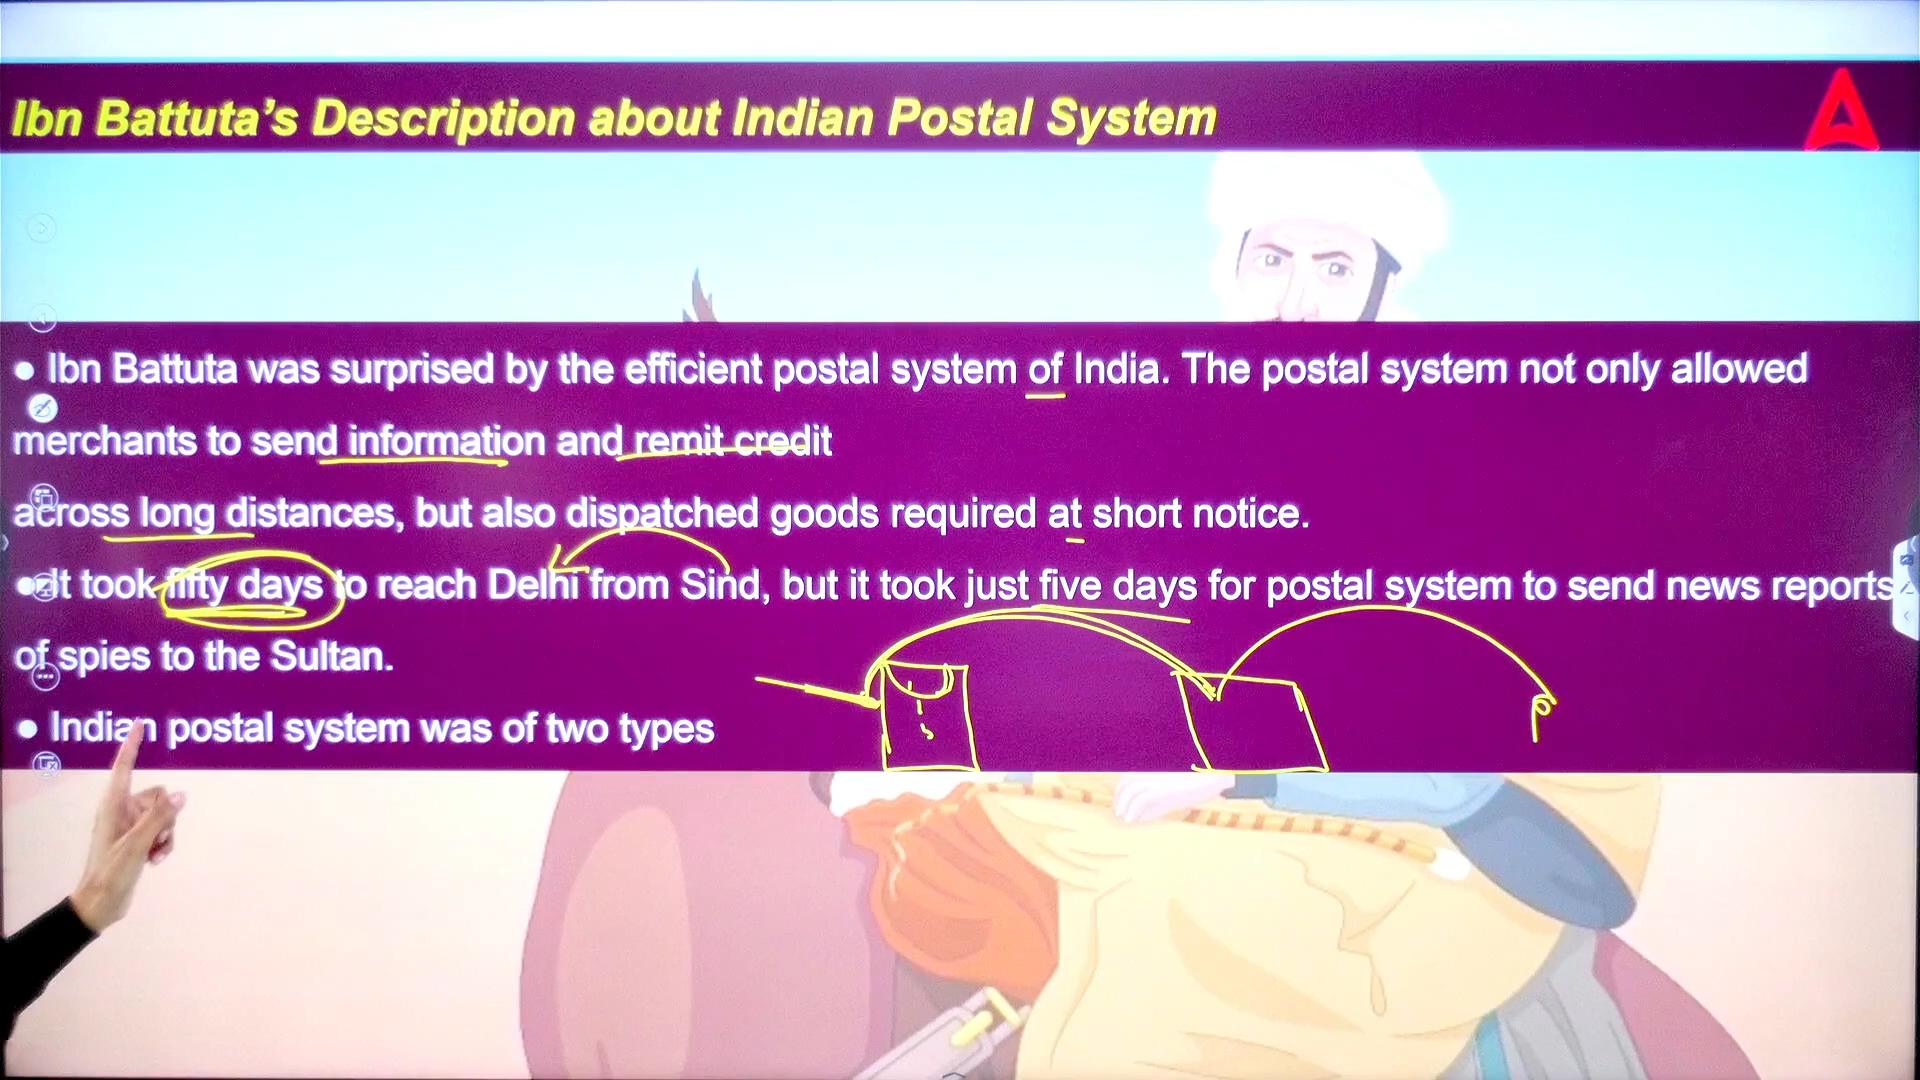 Ibn Battuta’s Description about Indian Postal System
● Ibn Battuta was surprised by the efficient postal system of India. The postal system not only allowed
merchants to send information and remit credit
across long distances, but also dispatched goods required at short notice.
● It took fifty days to reach Delhi from Sind, but it took just five days for postal system to send news reports
of spies to the Sultan.
● Indian postal system was of two types